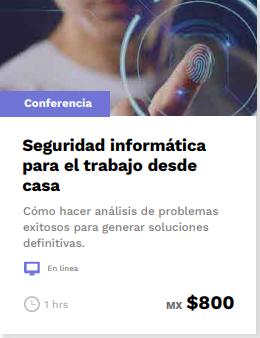 Conferencia
Seguridad informática
para el trabajo desde
casa
Cómo hacer análisis de problemas
exitosos para generar soluciones
definitivas.
En línea
1 hrs
MX $800